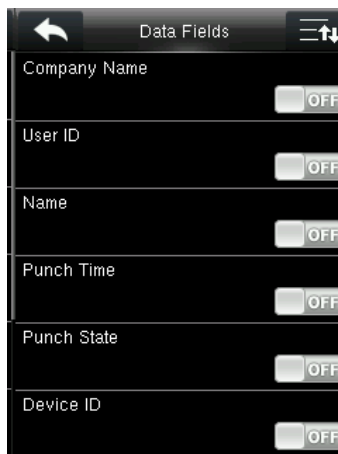 Data Fields
Company Name
OFF
User ID
OFF
Name
OFF
Punch Time
OFF
Punch State
OFF
Device ID
OFF